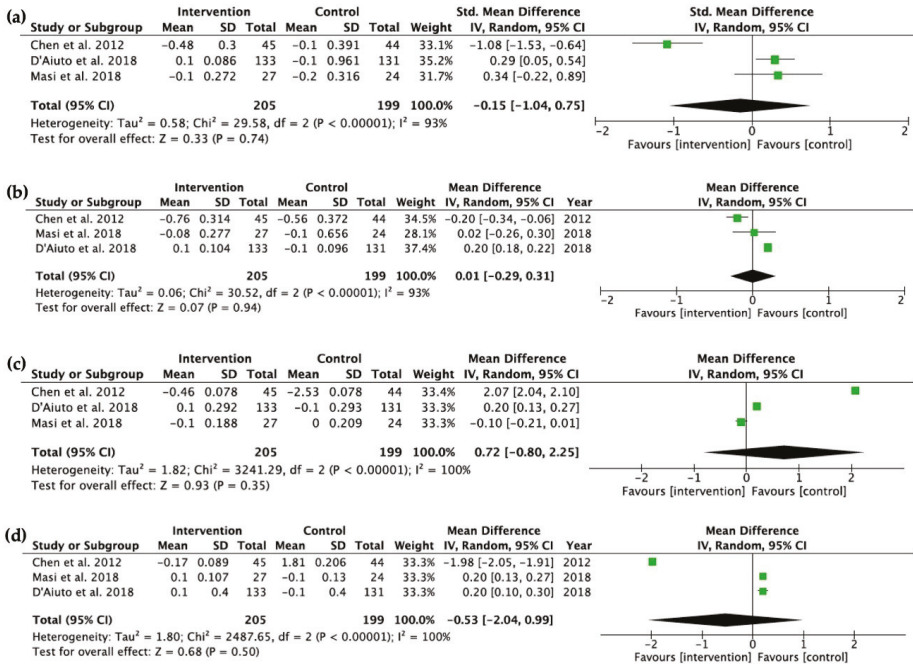 (a) Intervention Control Std. Mean Difference Std. Mean Difference
Study or Subgroup Mean SD Total Mean SD Total Weight IV, Random, 95% CI IV, Random, 95% CI
Chen et al. 2012 −0.48 0.3 45 −0.1 0.391 44 33.1% −1.08 [−1.53, −0.64]
D'Aiuto et al. 2018 0.1 0.086 133 −0.1 0.961 131 35.2% 0.29 [0.05, 0.54]
Masi et al. 2018 −0.1 0.272 27 −0.2 0.316 24 31.7% 0.34 [−0.22, 0.89]
Total (95% CI) 205 199 100.0% −0.15 [−1.04, 0.75]
Heterogeneity: Tau² = 0.58; Chi² = 29.58, df = 2 (P < 0.00001); I² = 93%
Test for overall effect: Z = 0.33 (P = 0.74)
−2 −1 0 1 2
Favours [intervention] Favours [control]
(b) Intervention Control Mean Difference Mean Difference
Study or Subgroup Mean SD Total Mean SD Total Weight IV, Random, 95% CI Year IV, Random, 95% CI
Chen et al. 2012 −0.76 0.314 45 −0.56 0.372 44 34.5% −0.20 [−0.34, −0.06] 2012
Masi et al. 2018 −0.08 0.277 27 −0.1 0.656 24 28.1% 0.02 [−0.26, 0.30] 2018
D'Aiuto et al. 2018 0.1 0.104 133 −0.1 0.096 131 37.4% 0.20 [0.18, 0.22] 2018
Total (95% CI) 205 199 100.0% 0.01 [−0.29, 0.31]
Heterogeneity: Tau² = 0.06; Chi² = 30.52, df = 2 (P < 0.00001); I² = 93%
Test for overall effect: Z = 0.07 (P = 0.94)
−2 −1 0 1 2
Favours [intervention] Favours [control]
(c) Intervention Control Mean Difference Mean Difference
Study or Subgroup Mean SD Total Mean SD Total Weight IV, Random, 95% CI IV, Random, 95% CI
Chen et al. 2012 −0.46 0.078 45 −2.53 0.078 44 33.4% 2.07 [2.04, 2.10]
D'Aiuto et al. 2018 0.1 0.292 133 −0.1 0.293 131 33.3% 0.20 [0.13, 0.27]
Masi et al. 2018 −0.1 0.188 27 0 0.209 24 33.3% −0.10 [−0.21, 0.01]
Total (95% CI) 205 199 100.0% 0.72 [−0.80, 2.25]
Heterogeneity: Tau² = 1.82; Chi² = 3241.29, df = 2 (P < 0.00001); I² = 100%
Test for overall effect: Z = 0.93 (P = 0.35)
−2 −1 0 1 2
Favours [intervention] Favours [control]
(d) Intervention Control Mean Difference Mean Difference
Study or Subgroup Mean SD Total Mean SD Total Weight IV, Random, 95% CI Year IV, Random, 95% CI
Chen et al. 2012 −0.17 0.089 45 1.81 0.206 44 33.3% −1.98 [−2.05, −1.91] 2012
Masi et al. 2018 0.1 0.107 27 −0.1 0.13 24 33.3% 0.20 [0.13, 0.27] 2018
D'Aiuto et al. 2018 0.1 0.4 133 −0.1 0.4 131 33.3% 0.20 [0.10, 0.30] 2018
Total (95% CI) 205 199 100.0% −0.53 [−2.04, 0.99]
Heterogeneity: Tau² = 1.80; Chi² = 2487.65, df = 2 (P < 0.00001); I² = 100%
Test for overall effect: Z = 0.68 (P = 0.50)
−2 −1 0 1 2
Favours [intervention] Favours [control]